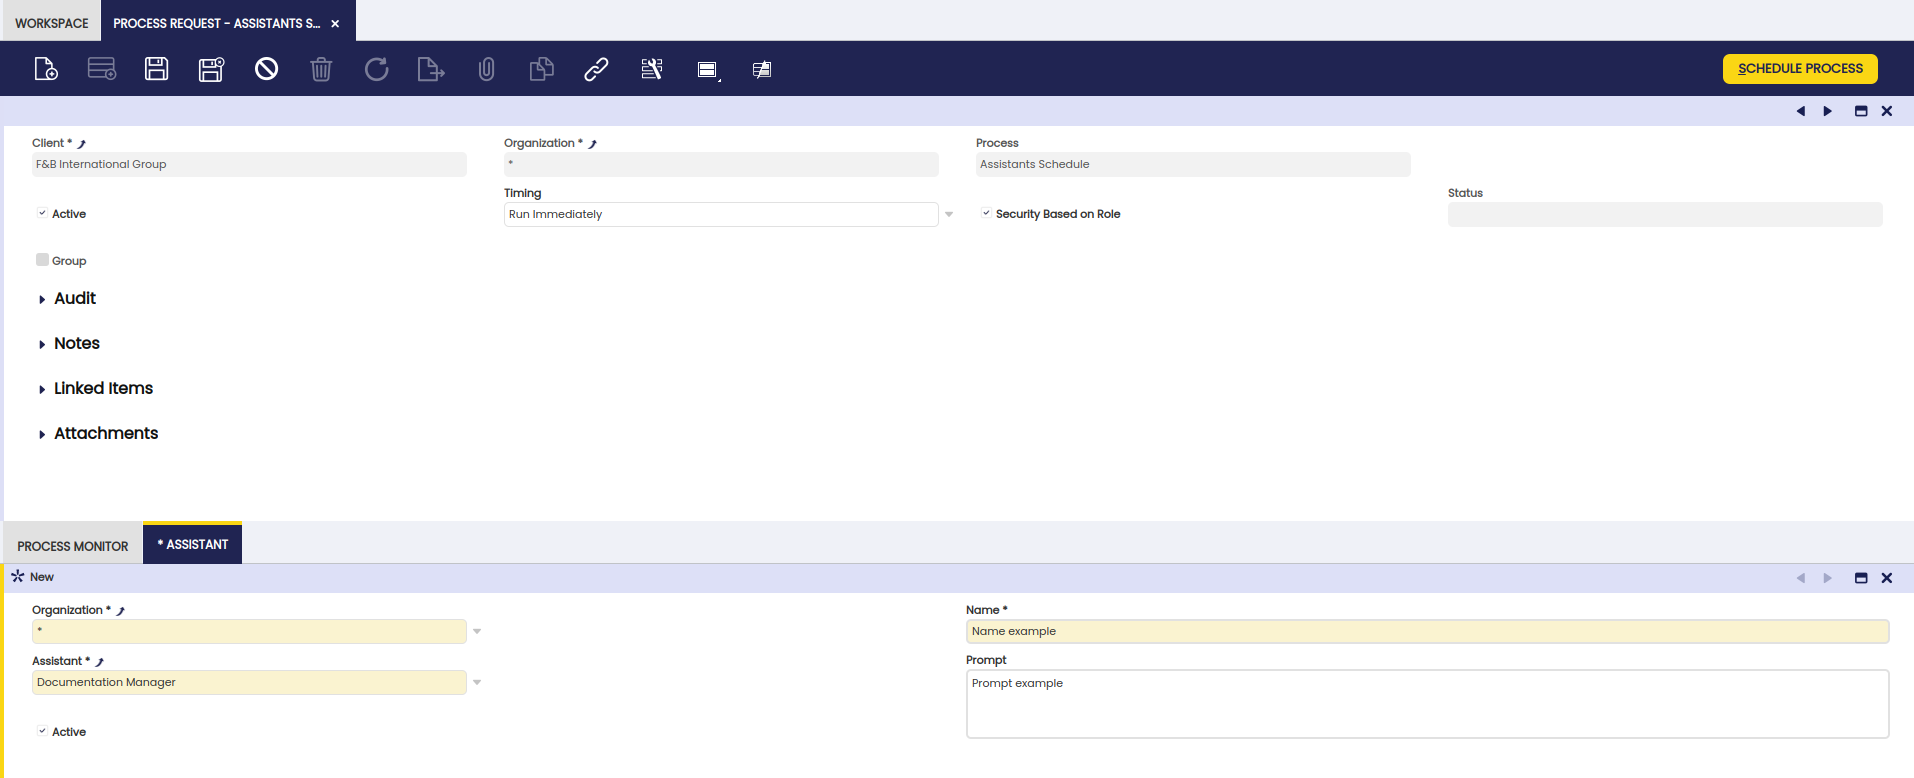 WORKSPACE
PROCESS REQUEST - ASSISTANTS S...
SCHEDULE PROCESS
Client * Organization * Process
F&B International Group * Assistants Schedule
Timing Status
Active Run Immediately Security Based on Role
Group
Audit
Notes
Linked Items
Attachments
PROCESS MONITOR * ASSISTANT
New
Organization * Name *
* Name example
Assistant * Prompt
Documentation Manager Prompt example
Active